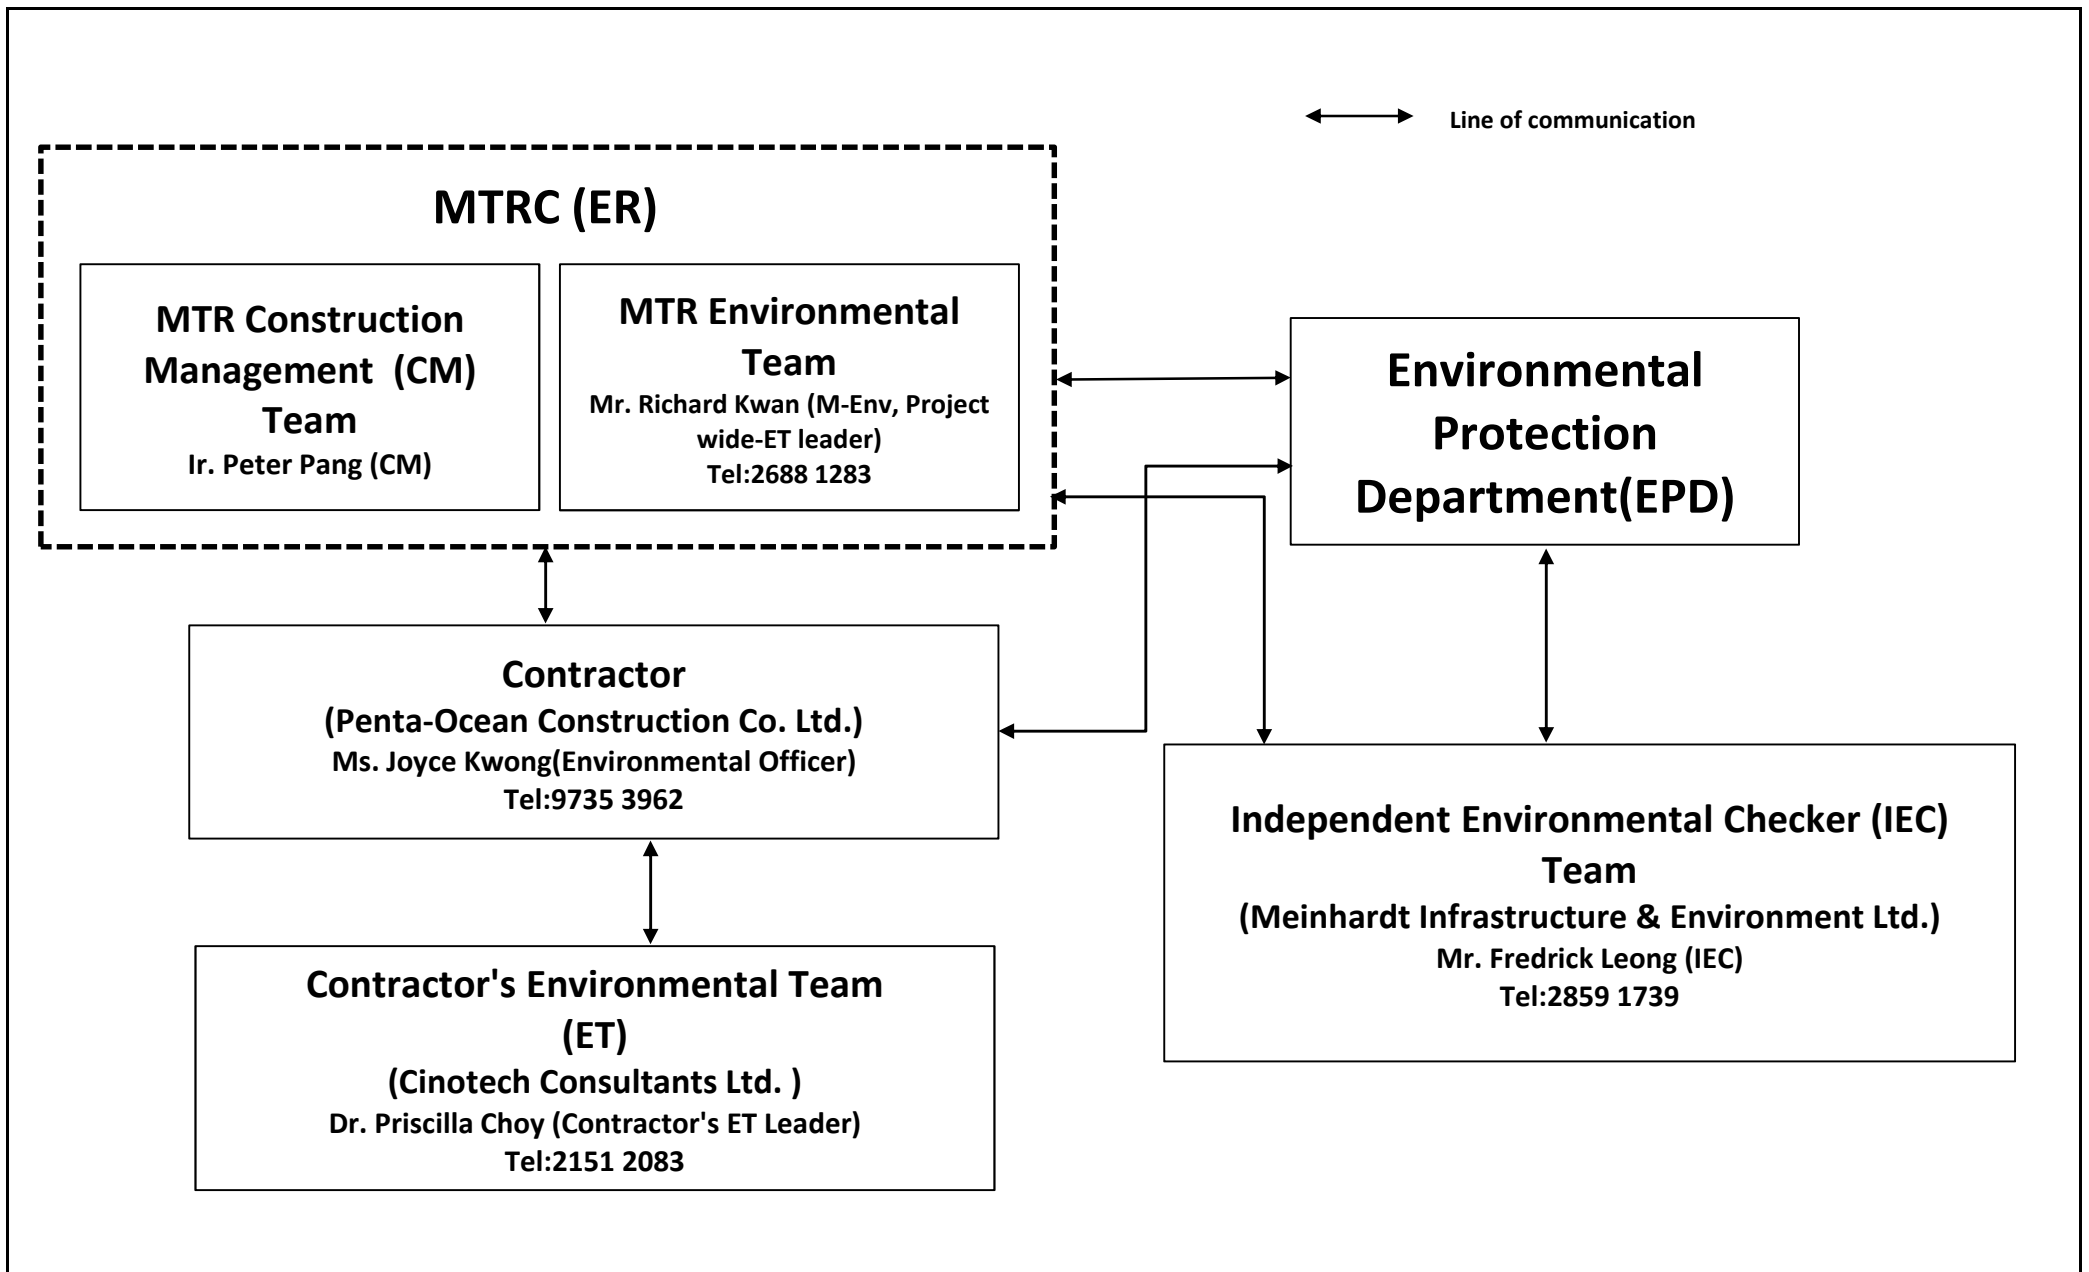 Line of communication
MTRC (ER)
MTR Construction
Management (CM)
Team
Ir. Peter Pang (CM)
MTR Environmental
Team
Mr. Richard Kwan (M-Env, Project
wide-ET leader)
Tel:2688 1283
Environmental
Protection
Department(EPD)
Contractor
(Penta-Ocean Construction Co. Ltd.)
Ms. Joyce Kwong(Environmental Officer)
Tel:9735 3962
Independent Environmental Checker (IEC)
Team
(Meinhardt Infrastructure & Environment Ltd.)
Mr. Fredrick Leong (IEC)
Tel:2859 1739
Contractor's Environmental Team
(ET)
(Cinotech Consultants Ltd. )
Dr. Priscilla Choy (Contractor's ET Leader)
Tel:2151 2083